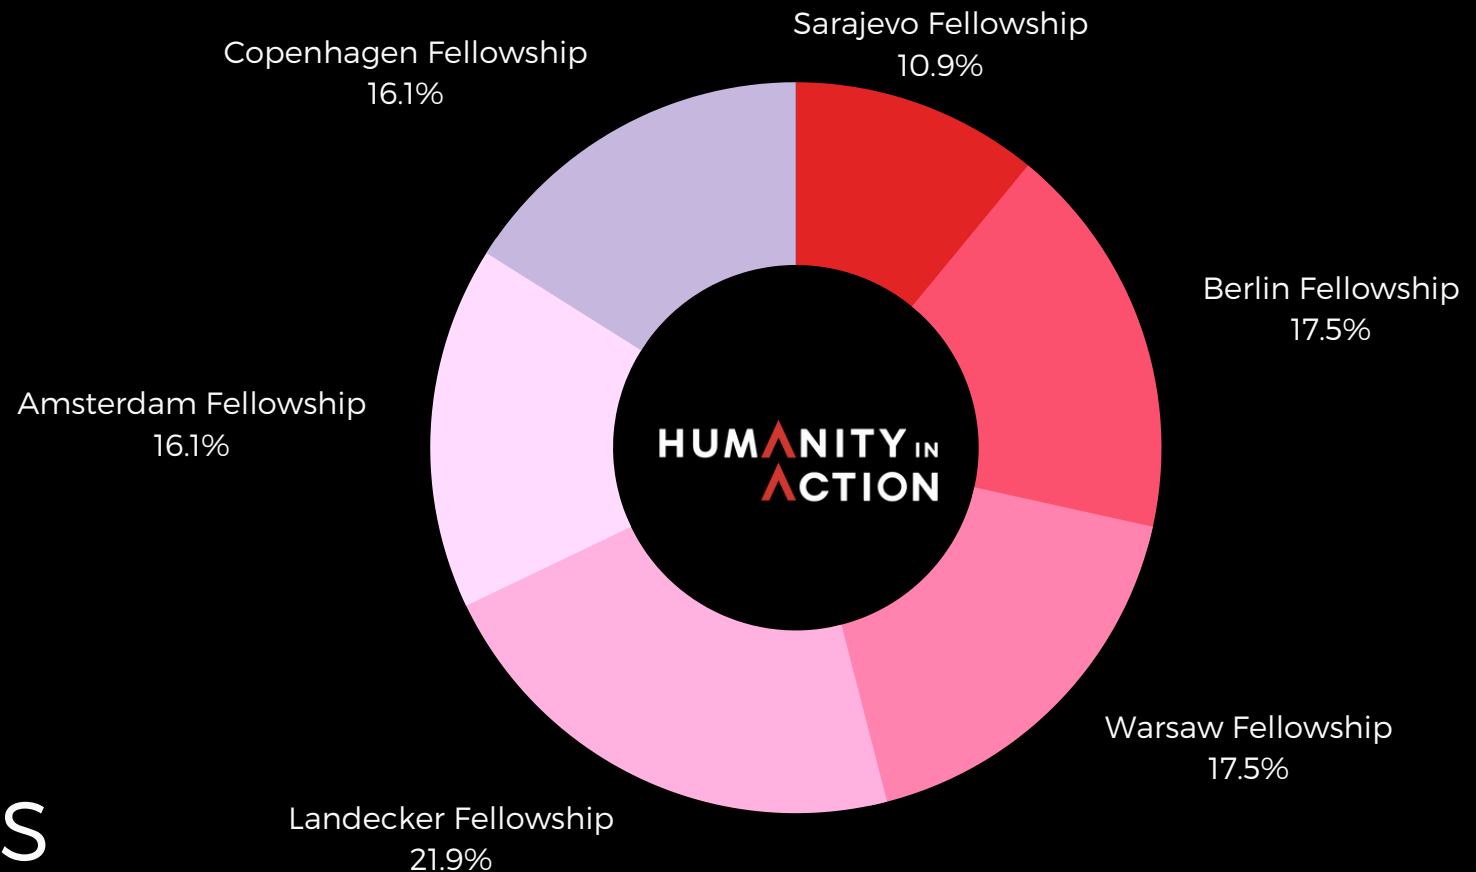 Sarajevo Fellowship
10.9%
Copenhagen Fellowship
16.1%
Berlin Fellowship
17.5%
Amsterdam Fellowship
16.1%
HUMANITY IN
ACTION
Warsaw Fellowship
17.5%
Landecker Fellowship
21.9%
S